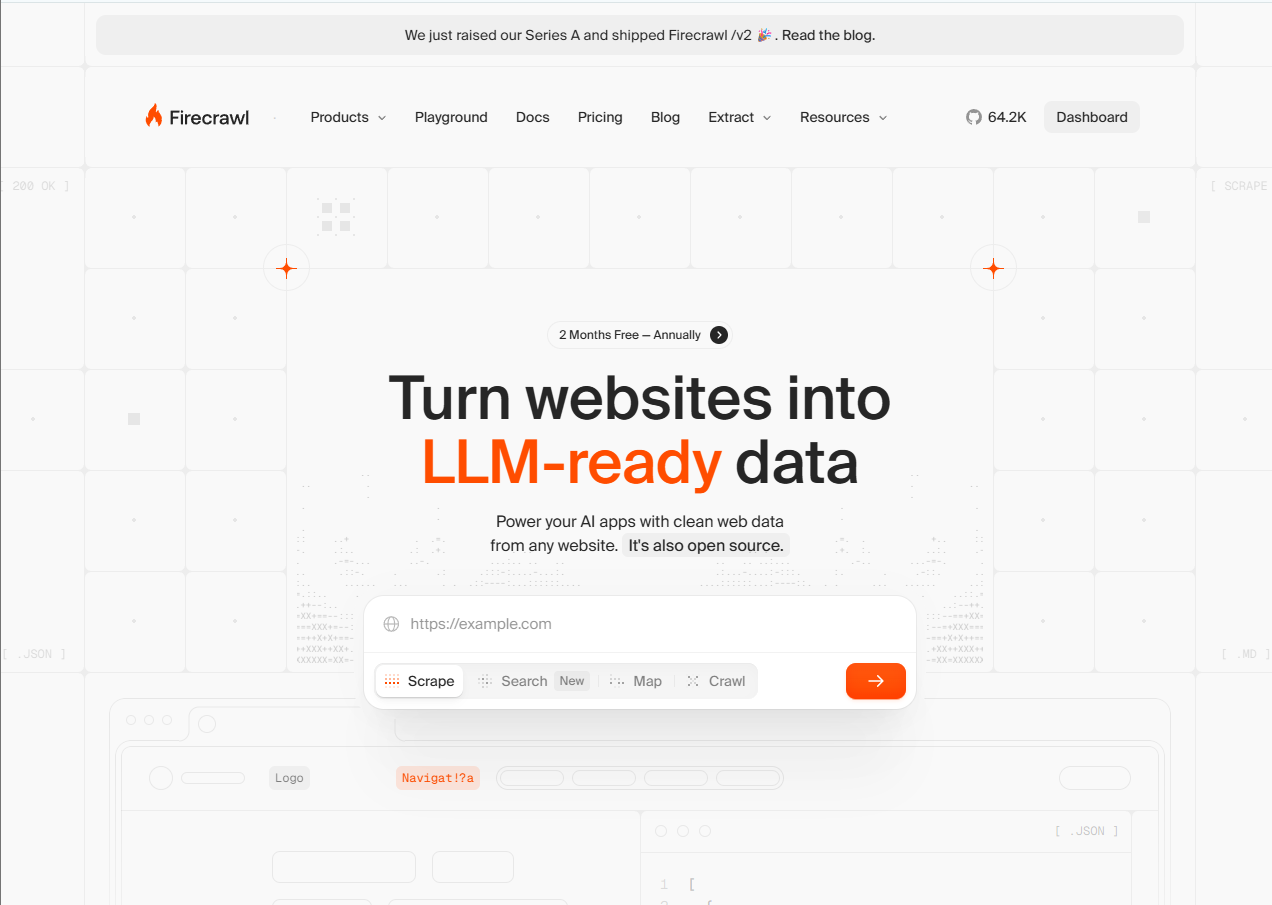 We just raised our Series A and shipped Firecrawl /v2 🎉. Read the blog.
Firecrawl
Products
Playground
Docs
Pricing
Blog
Extract
Resources
64.2K
Dashboard
200 OK ]
[ SCRAPE
2 Months Free — Annually
Turn websites into
LLM-ready data
Power your AI apps with clean web data
from any website. It's also open source.
https://example.com
[ .JSON ]
[ .MD ]
Scrape
Search
New
Map
Crawl
Logo
Navigat!?a
[ .JSON ]
1 [